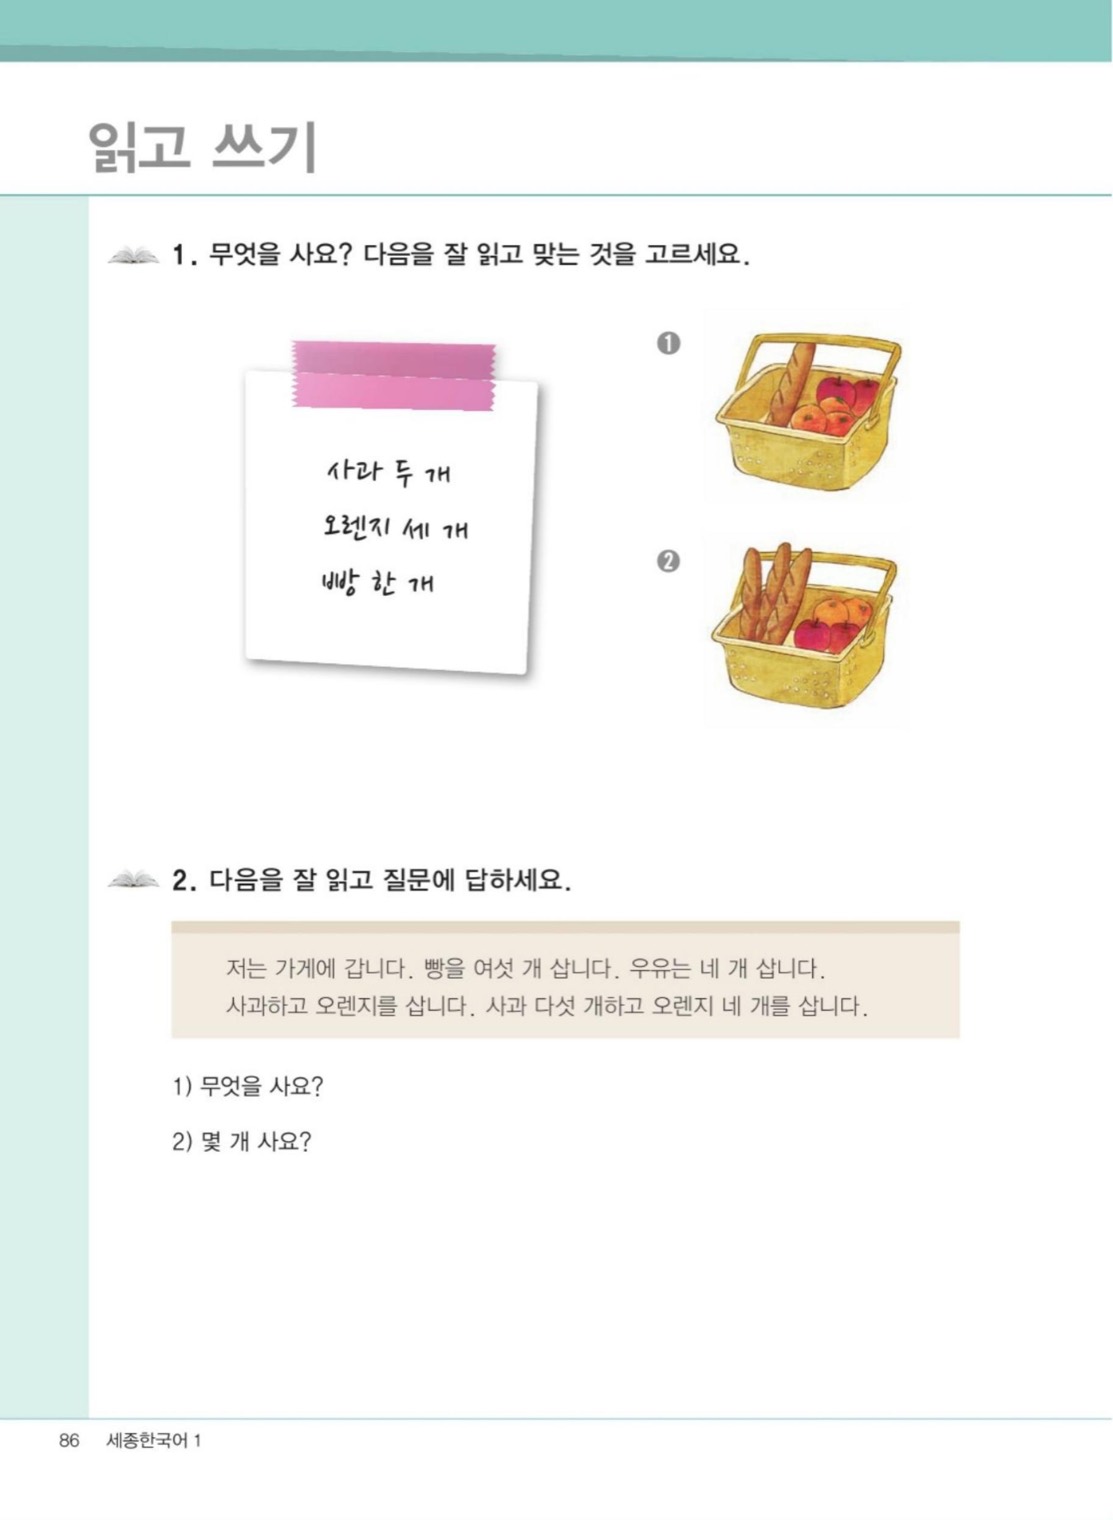 읽고 쓰기
1. 무엇을 사요? 다음을 잘 읽고 맞는 것을 고르세요.
사과 두 개
오렌지 세 개
빵 한 개
1
2
2. 다음을 잘 읽고 질문에 답하세요.
저는 가게에 갑니다. 빵을 여섯 개 삽니다. 우유는 네 개 삽니다.
사과하고 오렌지를 삽니다. 사과 다섯 개하고 오렌지 네 개를 삽니다.
1) 무엇을 사요?
2) 몇 개 사요?
86 세종한국어 1